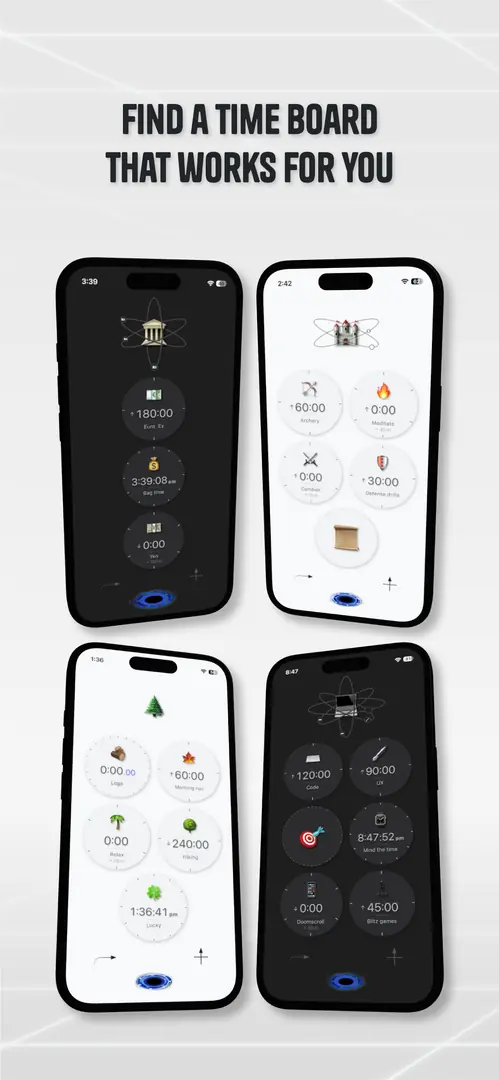 FIND A TIME BOARD
THAT WORKS FOR YOU
3:39
↑180:00
Euro. Ex
3:39:08 am
Bag time
↓0:00
Yen
2:42
↑60:00
Archery
↑0:00
Meditate
↑0:00
Combat
↑30:00
Defense drills
1:36
0:00.00
Logs
↑60:00
Morning run
0:00
Relax
↓240:00
Hiking
1:36:41 pm
Lucky
8:47
↑120:00
Code
↑90:00
UX
8:47:52 pm
Mind the time
↓0:00
Doomscroll
↑45:00
Blitz games